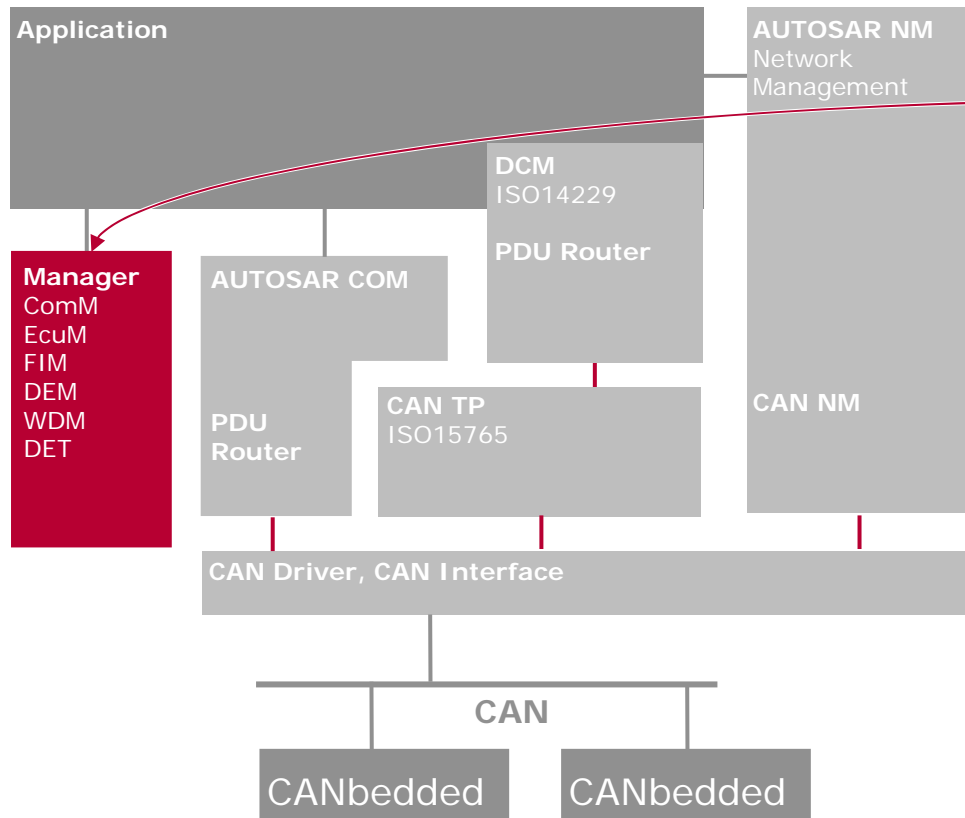 Application
AUTOSAR NM
Network
Management
DCM
ISO14229
PDU Router
Manager
ComM
EcuM
FIM
DEM
WDM
DET
AUTOSAR COM
PDU
Router
CAN TP
ISO15765
CAN NM
CAN Driver, CAN Interface
CAN
CANbedded
CANbedded